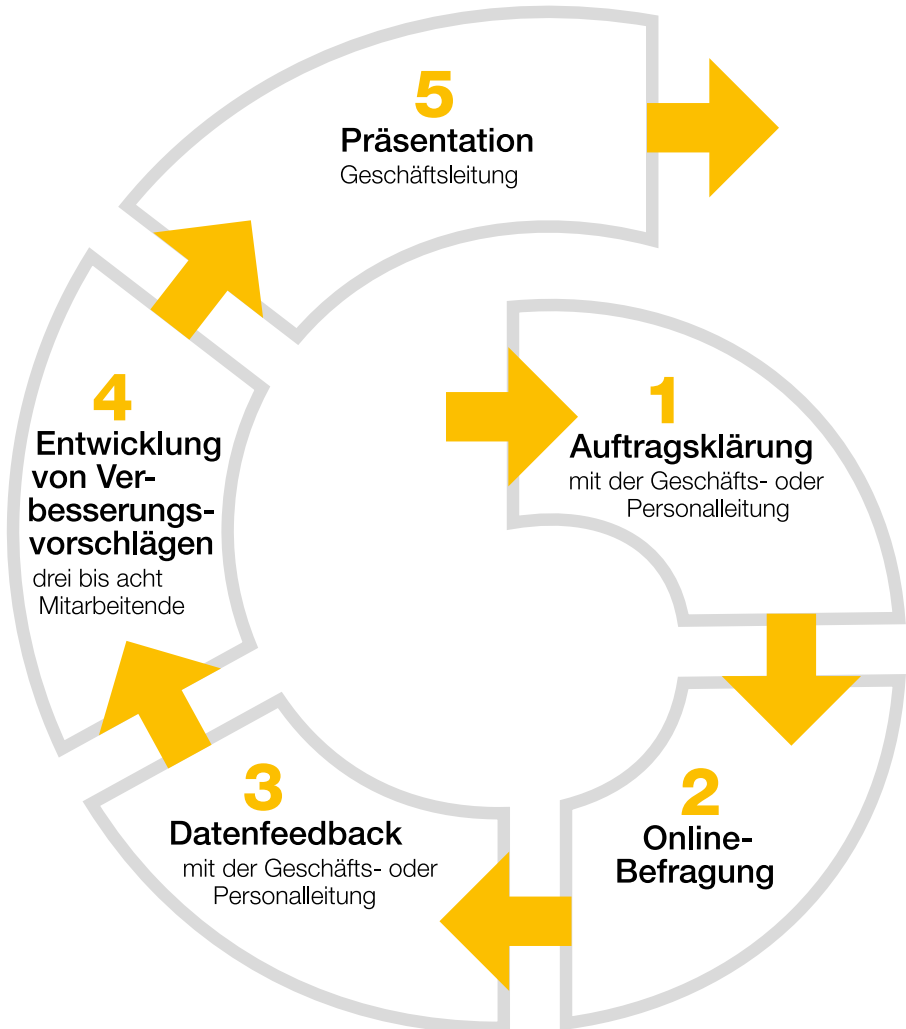 5
Präsentation
Geschäftsleitung
1
Auftragsklärung
mit der Geschäfts- oder
Personalleitung
2
Online-
Befragung
3
Datenfeedback
mit der Geschäfts- oder
Personalleitung
4
Entwicklung
von Ver-
besserungs-
vorschlägen
drei bis acht
Mitarbeitende